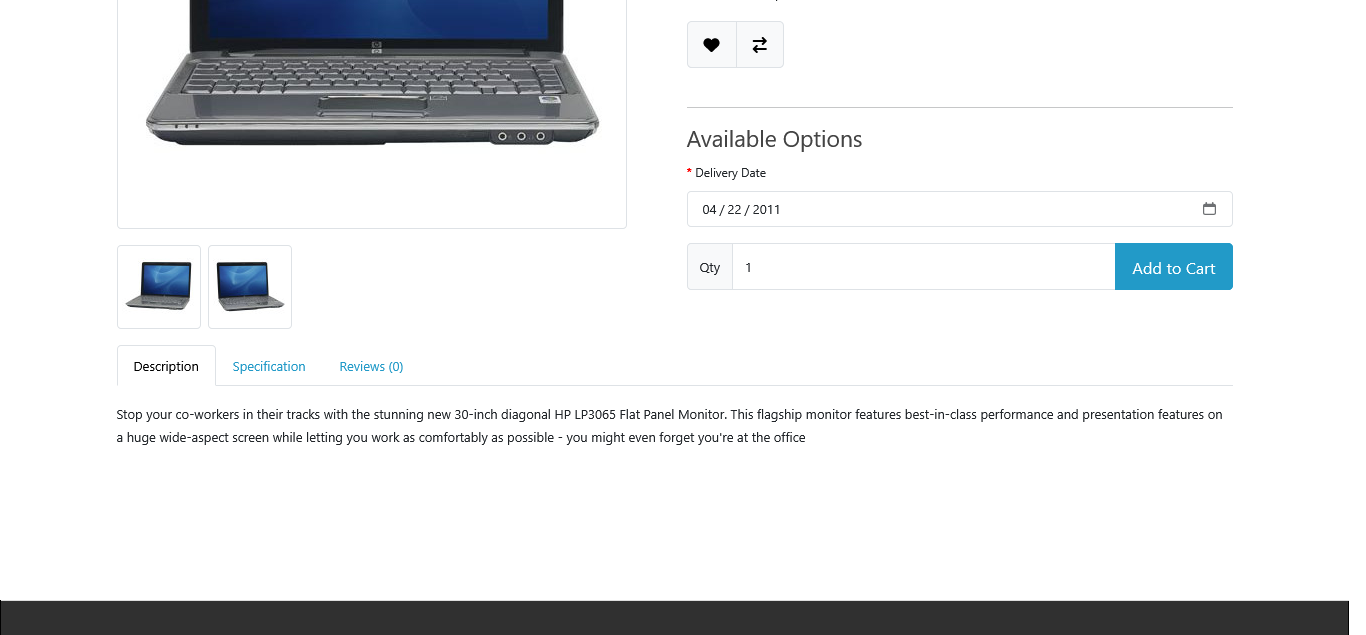 Available Options
* Delivery Date
04 / 22 / 2011
Qty 1 Add to Cart
Description Specification Reviews (0)
Stop your co-workers in their tracks with the stunning new 30-inch diagonal HP LP3065 Flat Panel Monitor. This flagship monitor features best-in-class performance and presentation features on
a huge wide-aspect screen while letting you work as comfortably as possible - you might even forget you're at the office